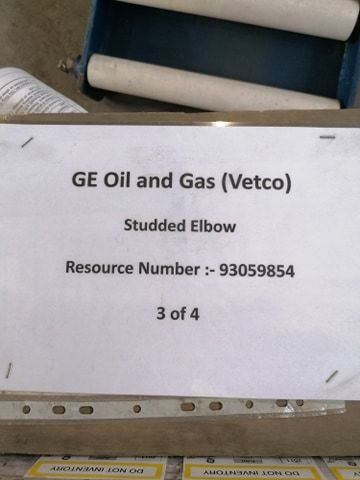 GE Oil and Gas (Vetco)
Studded Elbow
Resource Number :- 93059854
3 of 4
DO NOT INVENTORY
DO NOT INVENTORY